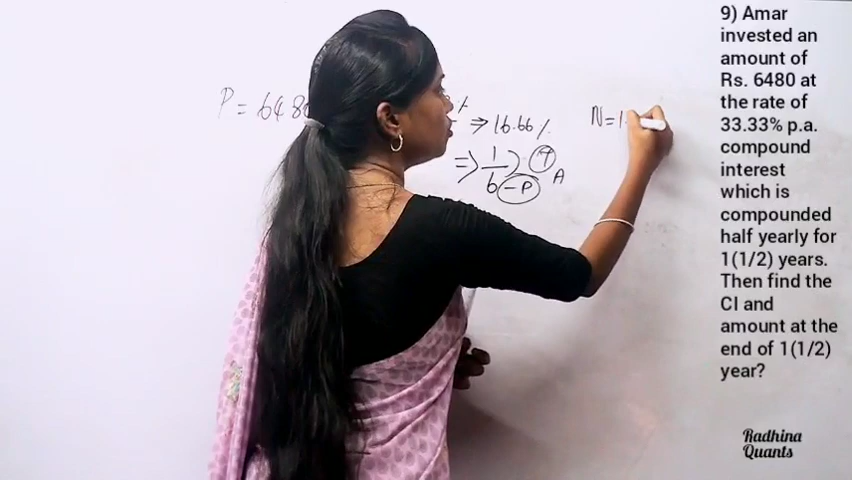 P = 6480
⇒ 16.66 %
⇒ 1/6 ) 7 A
- P
N=1
9) Amar
invested an
amount of
Rs. 6480 at
the rate of
33.33% p.a.
compound
interest
which is
compounded
half yearly for
1(1/2) years.
Then find the
CI and
amount at the
end of 1(1/2)
year?
Radhina
Quants